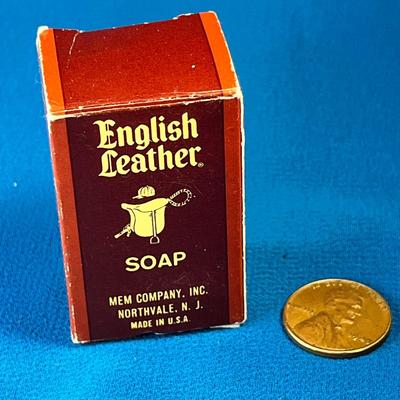 English
Leather®
SOAP
MEM COMPANY, INC.
NORTHVALE, N. J.
MADE IN U.S.A.